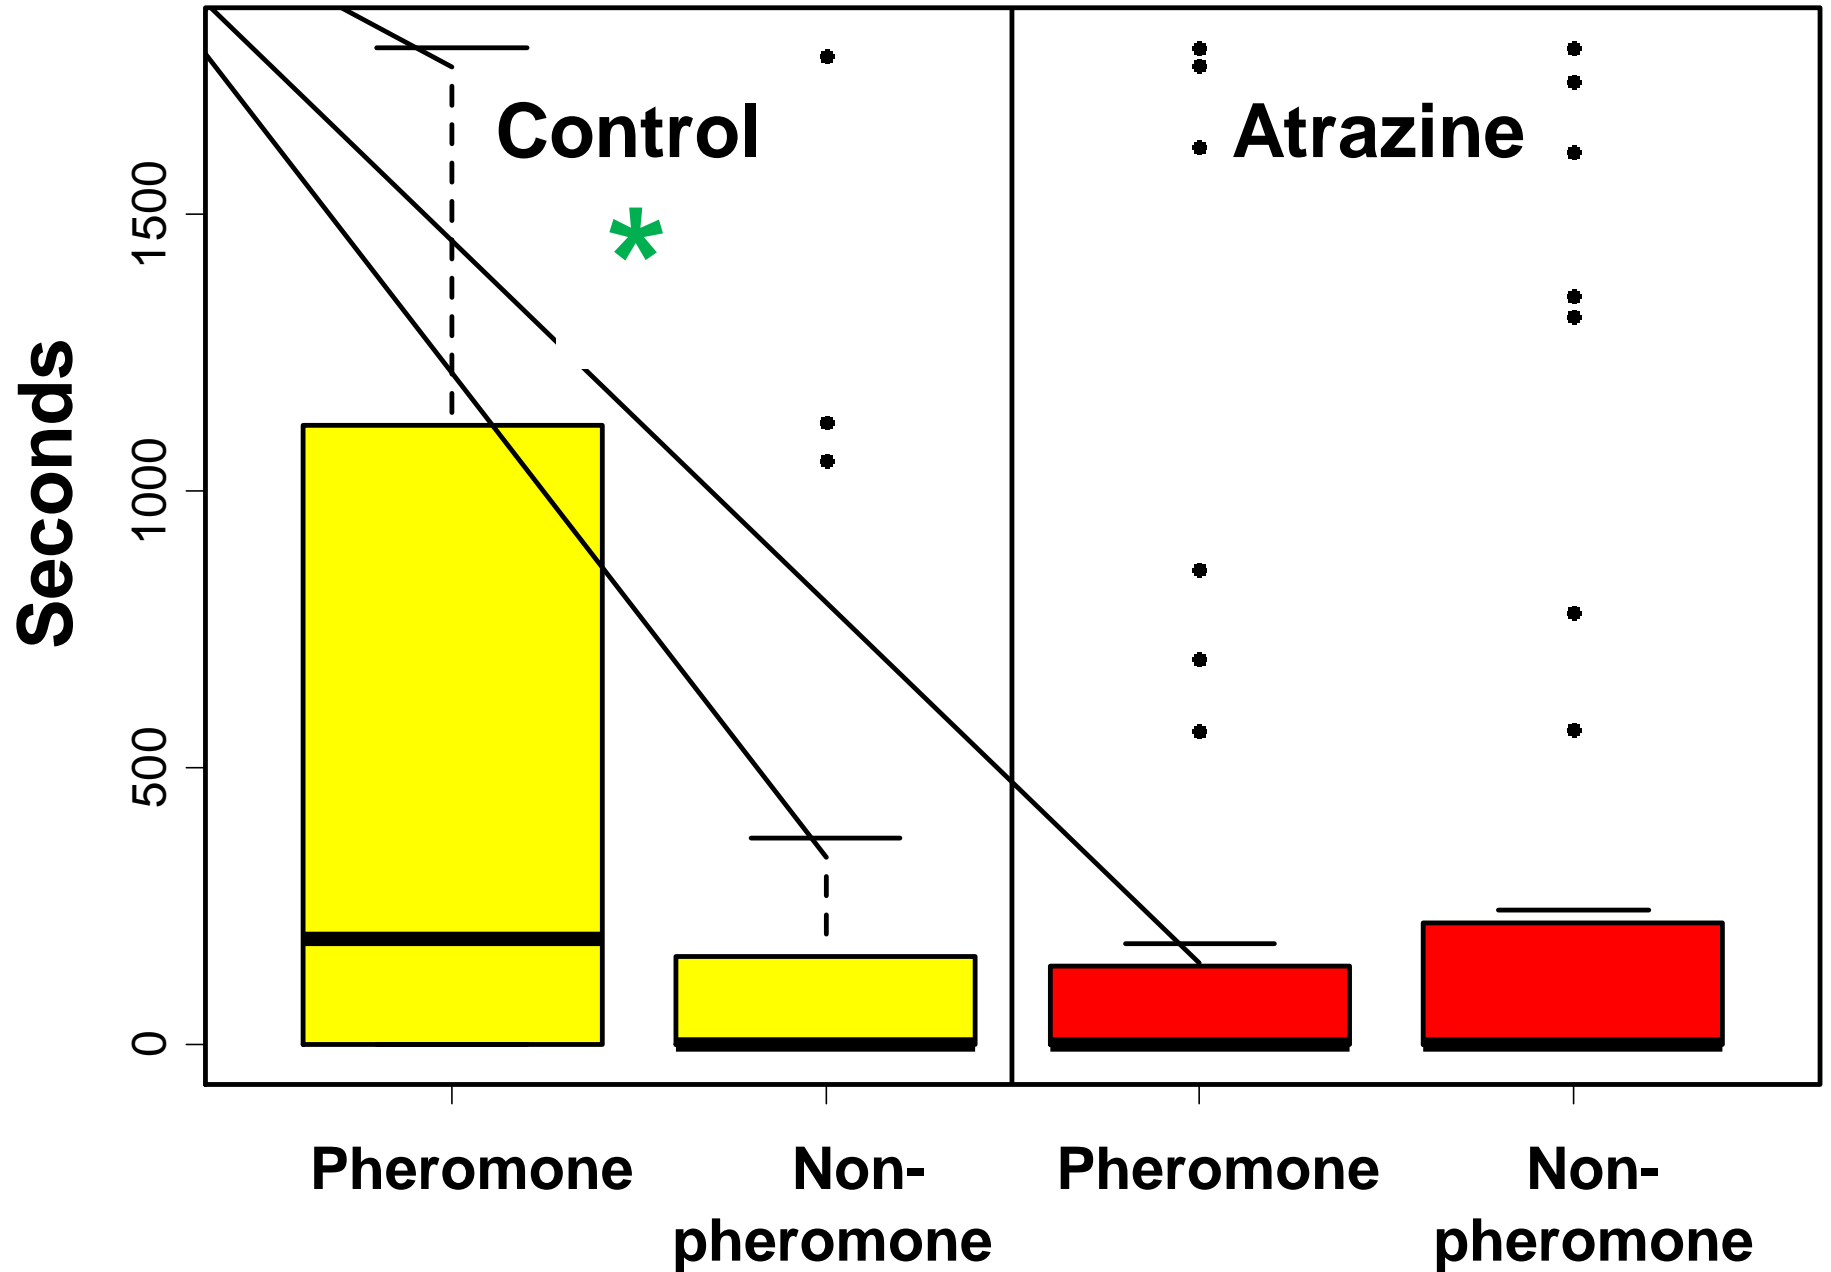 Control
Atrazine
*
Seconds
1500
1000
500
0
Pheromone
Non-
pheromone
Pheromone
Non-
pheromone